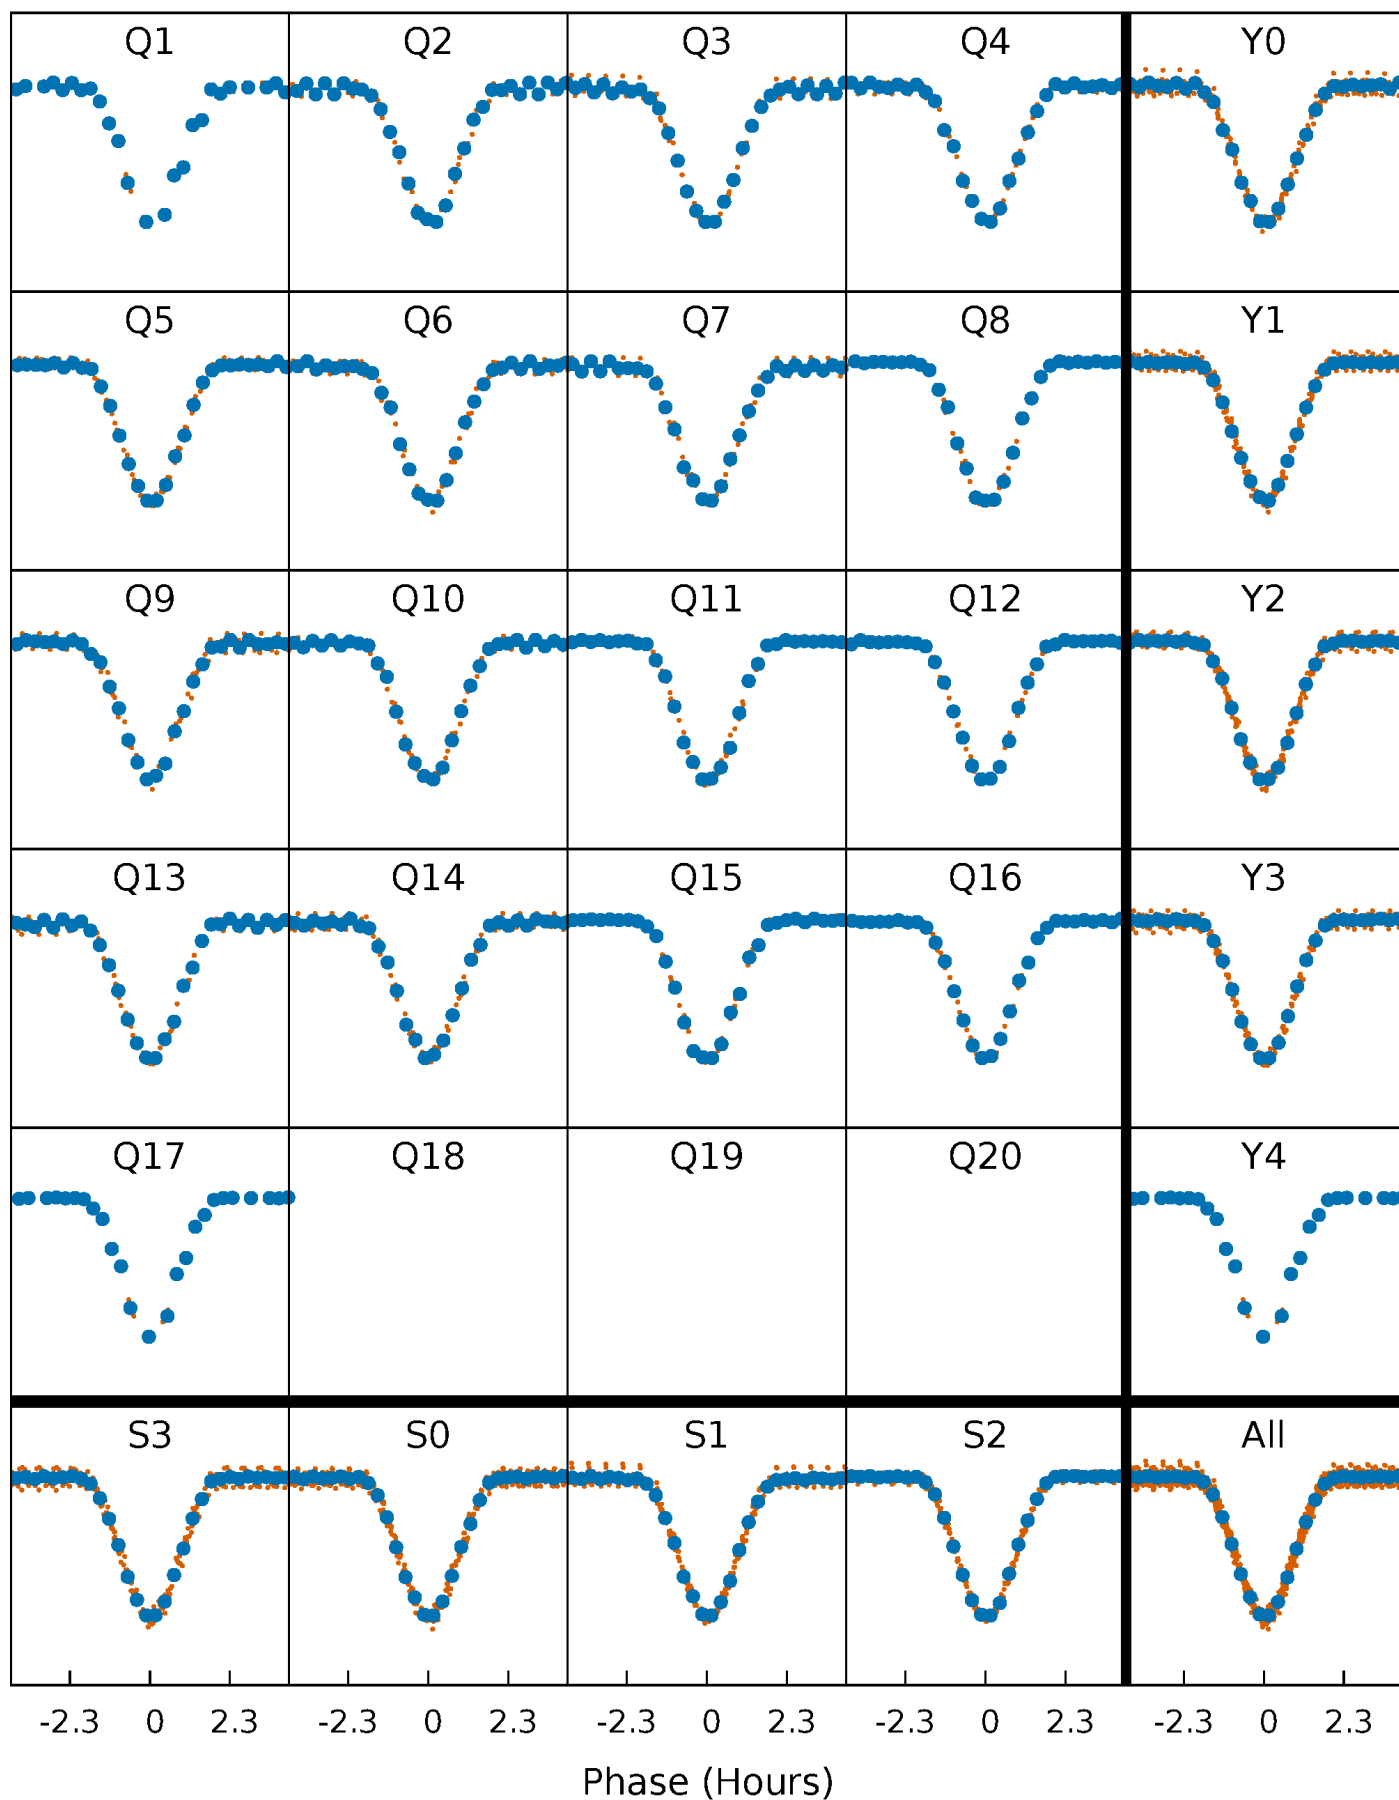 Q1 Q2 Q3 Q4 Y0
Q5 Q6 Q7 Q8 Y1
Q9 Q10 Q11 Q12 Y2
Q13 Q14 Q15 Q16 Y3
Q17 Q18 Q19 Q20 Y4
S3 S0 S1 S2 All
-2.3 0 2.3 -2.3 0 2.3 -2.3 0 2.3 -2.3 0 2.3 -2.3 0 2.3
Phase (Hours)